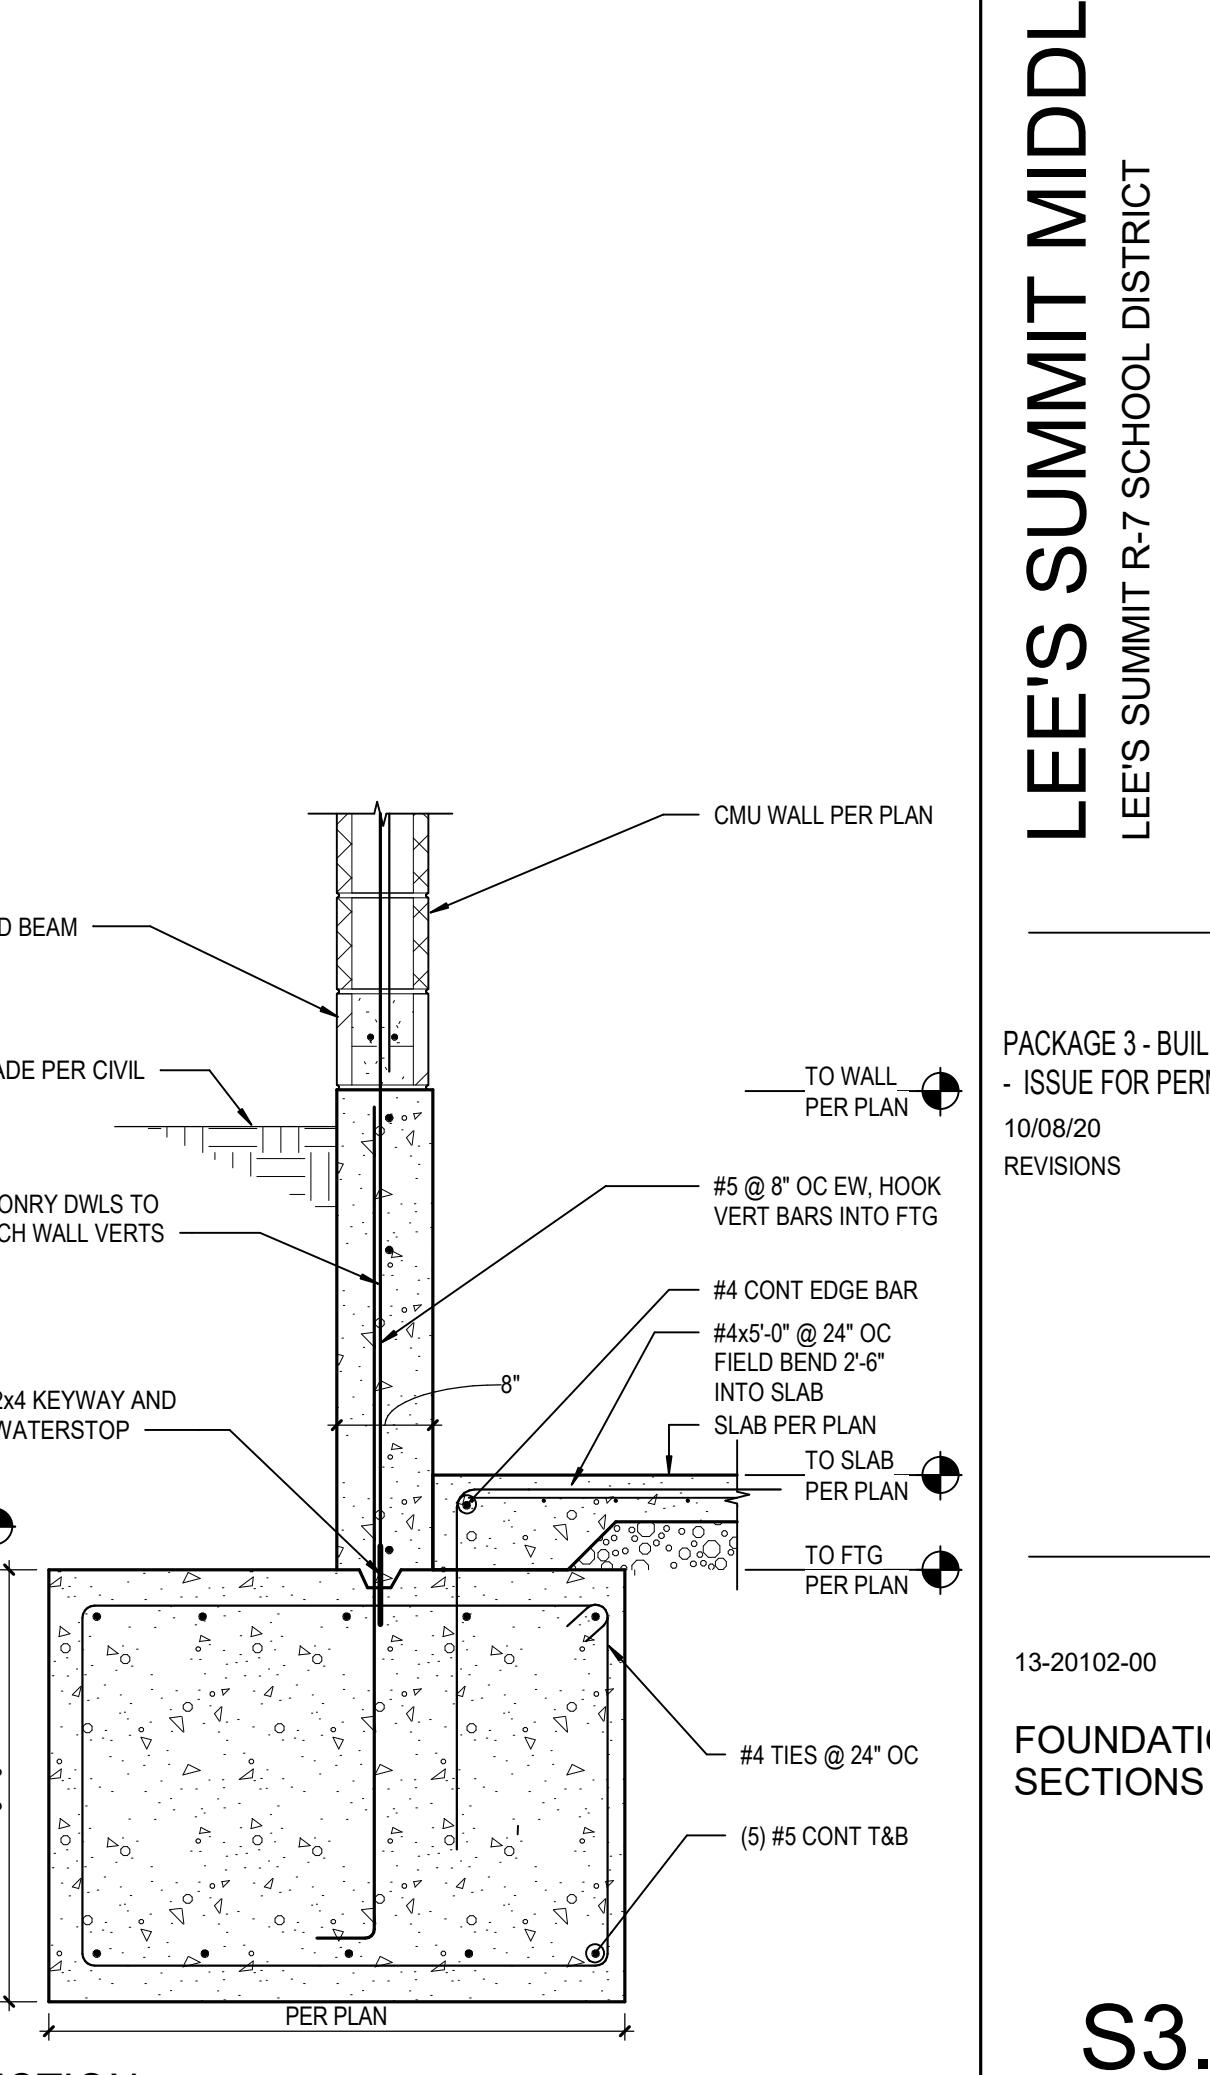 CMU WALL PER PLAN
D BEAM
ADE PER CIVIL
TO WALL
PER PLAN
ONRY DWLS TO
CH WALL VERTS
#5 @ 8" OC EW, HOOK
VERT BARS INTO FTG
#4 CONT EDGE BAR
#4x5'-0" @ 24" OC
FIELD BEND 2'-6"
INTO SLAB
SLAB PER PLAN
8"
2x4 KEYWAY AND
WATERSTOP
TO SLAB
PER PLAN
TO FTG
PER PLAN
#4 TIES @ 24" OC
(5) #5 CONT T&B
PER PLAN
LEE'S SUMMIT MIDDL
LEE'S SUMMIT R-7 SCHOOL DISTRICT
PACKAGE 3 - BUIL
- ISSUE FOR PERM
10/08/20
REVISIONS
13-20102-00
FOUNDATIO
SECTIONS
S3.